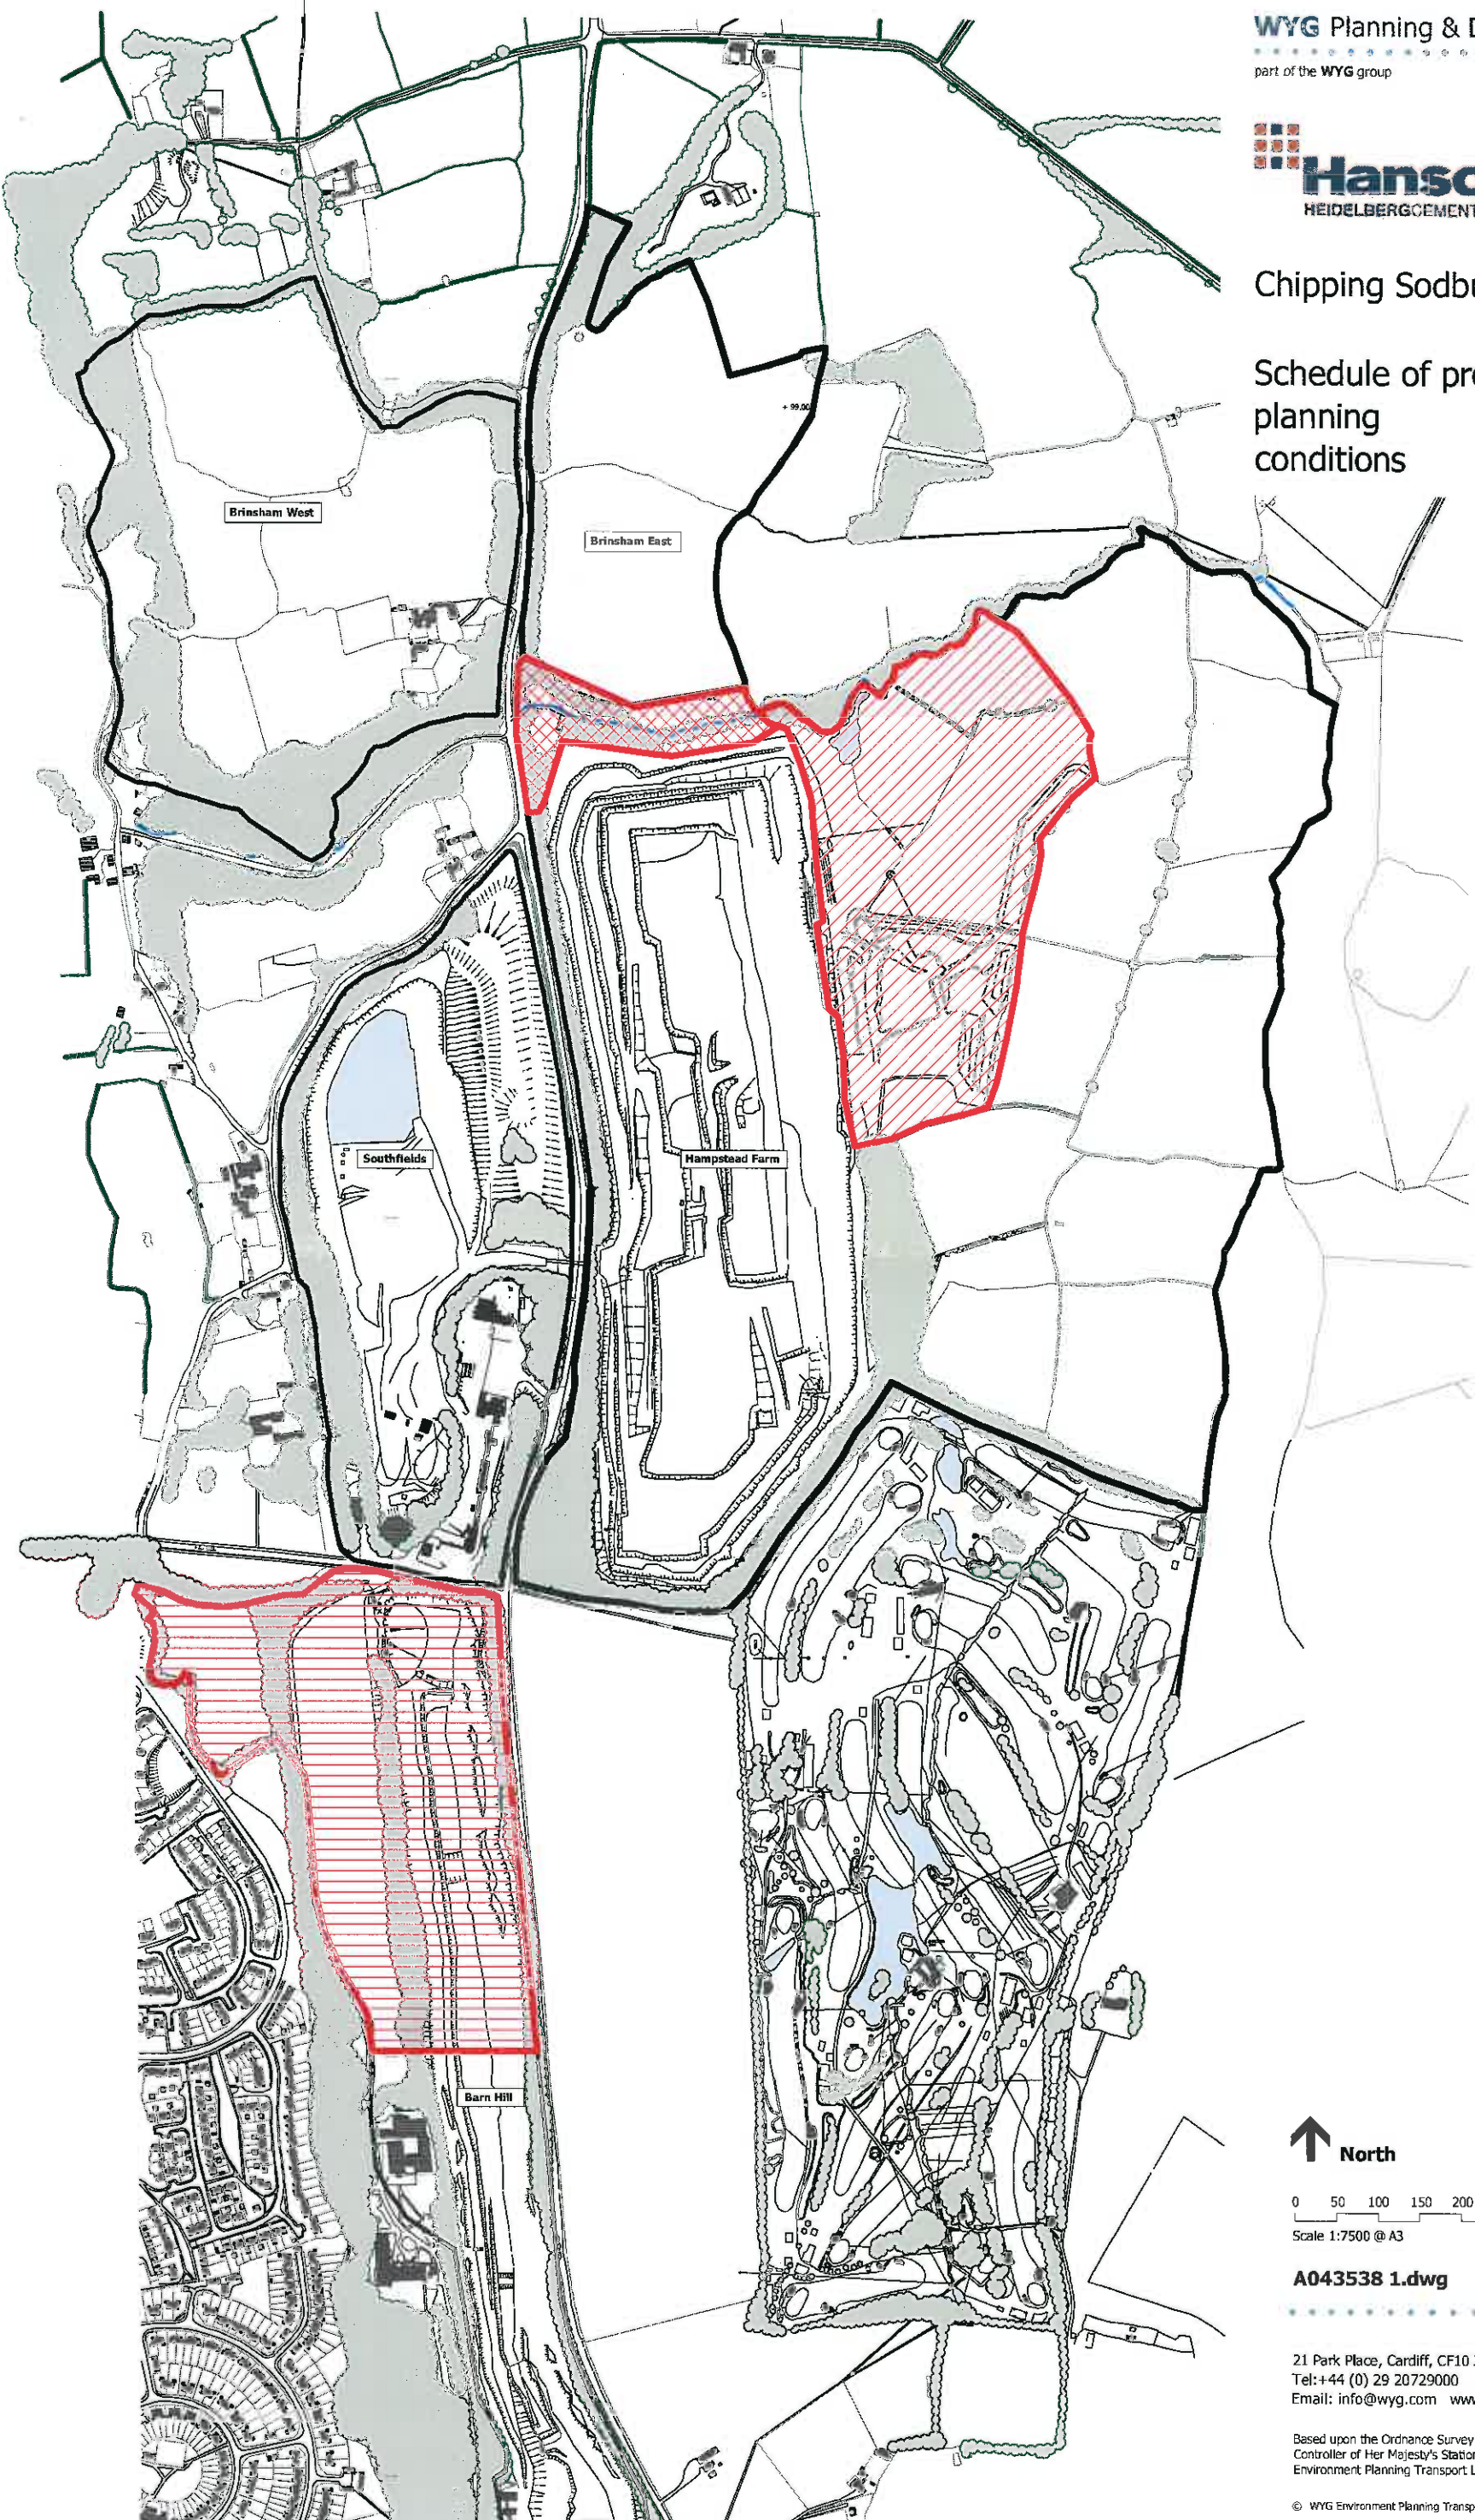 WYG Planning & D
part of the WYG group
Hanso
HEIDELBERGCEMENT
Chipping Sodbu
Schedule of pro
planning
conditions
+ 99.00
Brinsham West
Brinsham East
Southfields
Hampstead Farm
Barn Hill
North
0 50 100 150 200
Scale 1:7500 @ A3
A043538 1.dwg
21 Park Place, Cardiff, CF10
Tel:+44 (0) 29 20729000
Email: info@wyg.com www
Based upon the Ordnance Survey
Controller of Her Majesty's Station
Environment Planning Transport L
© WYG Environment Planning Transp